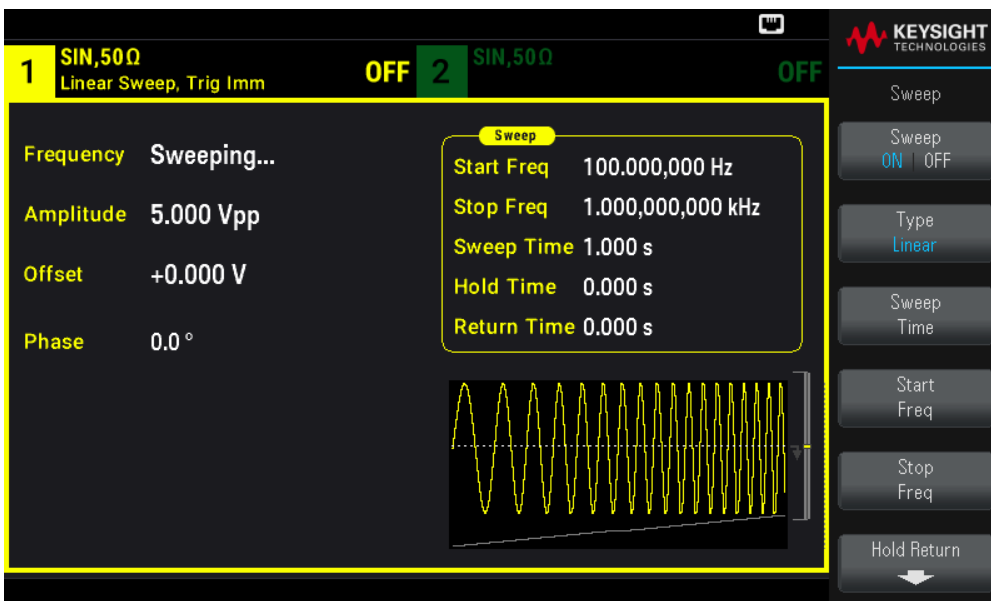 1
SIN,50Ω
Linear Sweep, Trig Imm
OFF
2
SIN,50Ω
OFF
Frequency Sweeping...
Amplitude 5.000 Vpp
Offset +0.000 V
Phase 0.0 °
Sweep
Start Freq 100.000,000 Hz
Stop Freq 1.000,000,000 kHz
Sweep Time 1.000 s
Hold Time 0.000 s
Return Time 0.000 s
KEYSIGHT
TECHNOLOGIES
Sweep
Sweep
ON | OFF
Type
Linear
Sweep
Time
Start
Freq
Stop
Freq
Hold Return